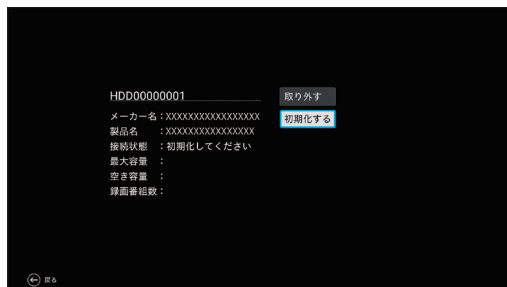 HDD00000001
取り外す
初期化する
メーカー名：XXXXXXXXXXXXXXXXX
製品名　：XXXXXXXXXXXXXXXX
接続状態　：初期化してください
最大容量　：
空き容量　：
録画番組数：
戻る